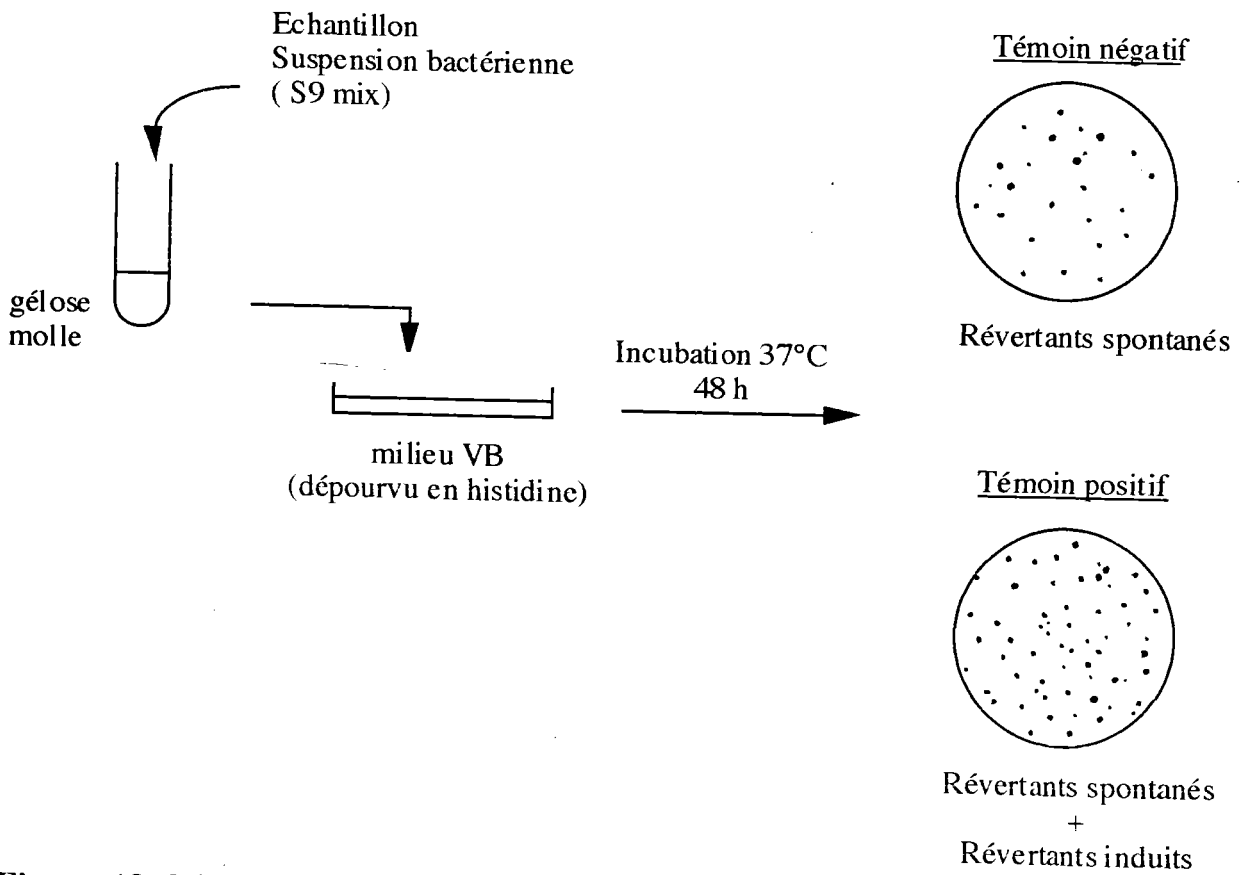 Echantillon
Suspension bactérienne
( S9 mix)
gélose
molle
milieu VB
(dépourvu en histidine)
Incubation 37°C
48 h
Témoin négatif
Révertants spontanés
Témoin positif
Révertants spontanés
+
Révertants induits